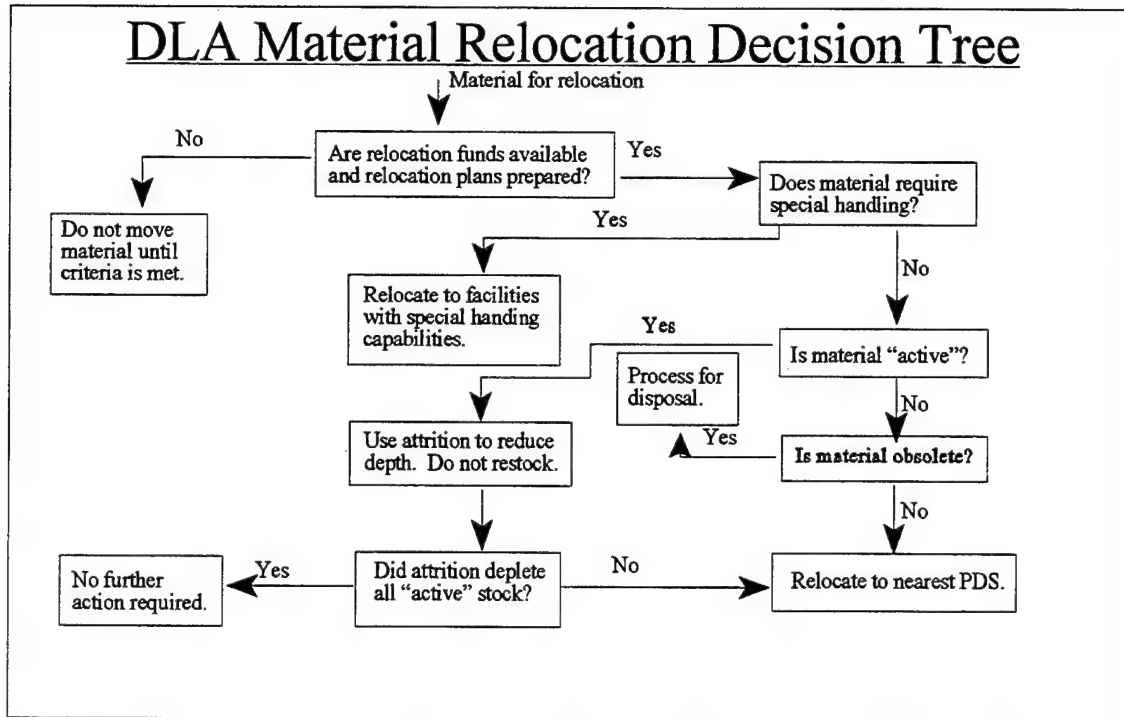 DLA Material Relocation Decision Tree
Material for relocation
No
Are relocation funds available
and relocation plans prepared?
Yes
Does material require
special handling?
Do not move
material until
criteria is met.
Yes
No
Relocate to facilities
with special handing
capabilities.
Yes
Is material “active”?
Process for
disposal.
No
Use attrition to reduce
depth. Do not restock.
Yes
Is material obsolete?
No
No further
action required.
Yes
Did attrition deplete
all “active” stock?
No
Relocate to nearest PDS.